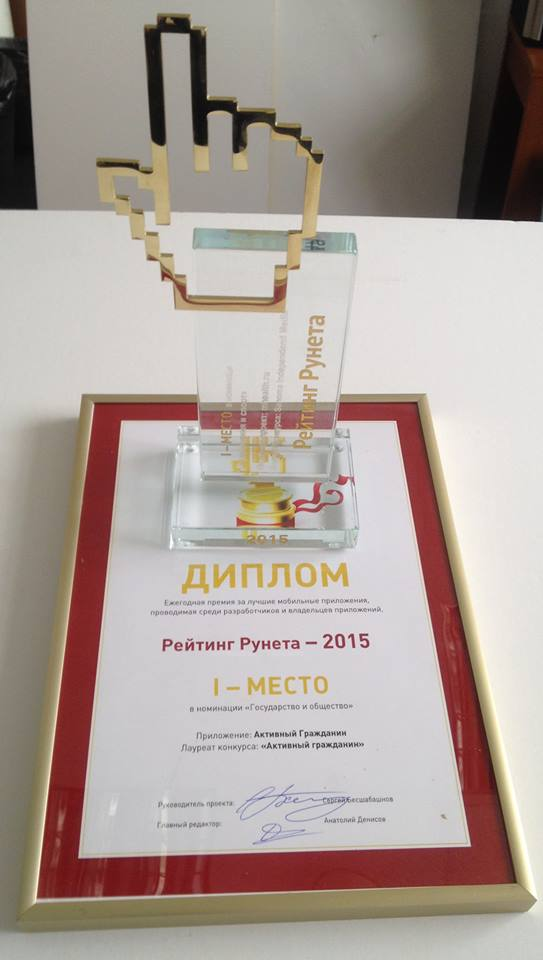 Рейтинг Рунета
I – МЕСТО
Independent Media
2015
ДИПЛОМ
Ежегодная премия за лучшие мобильные приложения,
проводимая среди разработчиков и владельцев приложений.
Рейтинг Рунета – 2015
I – МЕСТО
в номинации «Государство и общество»
Приложение: Активный Гражданин
Лауреат конкурса: «Активный гражданин»
Руководитель проекта: Сергей Бесшабашнов
Главный редактор: Анатолий Денисов